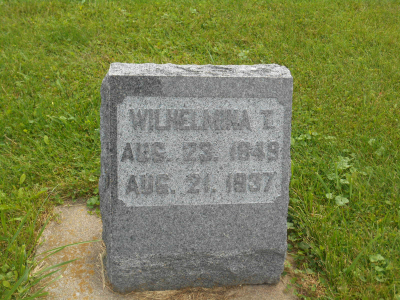 WILHELMINA T.
AUG. 23. 1849
AUG. 21. 1937